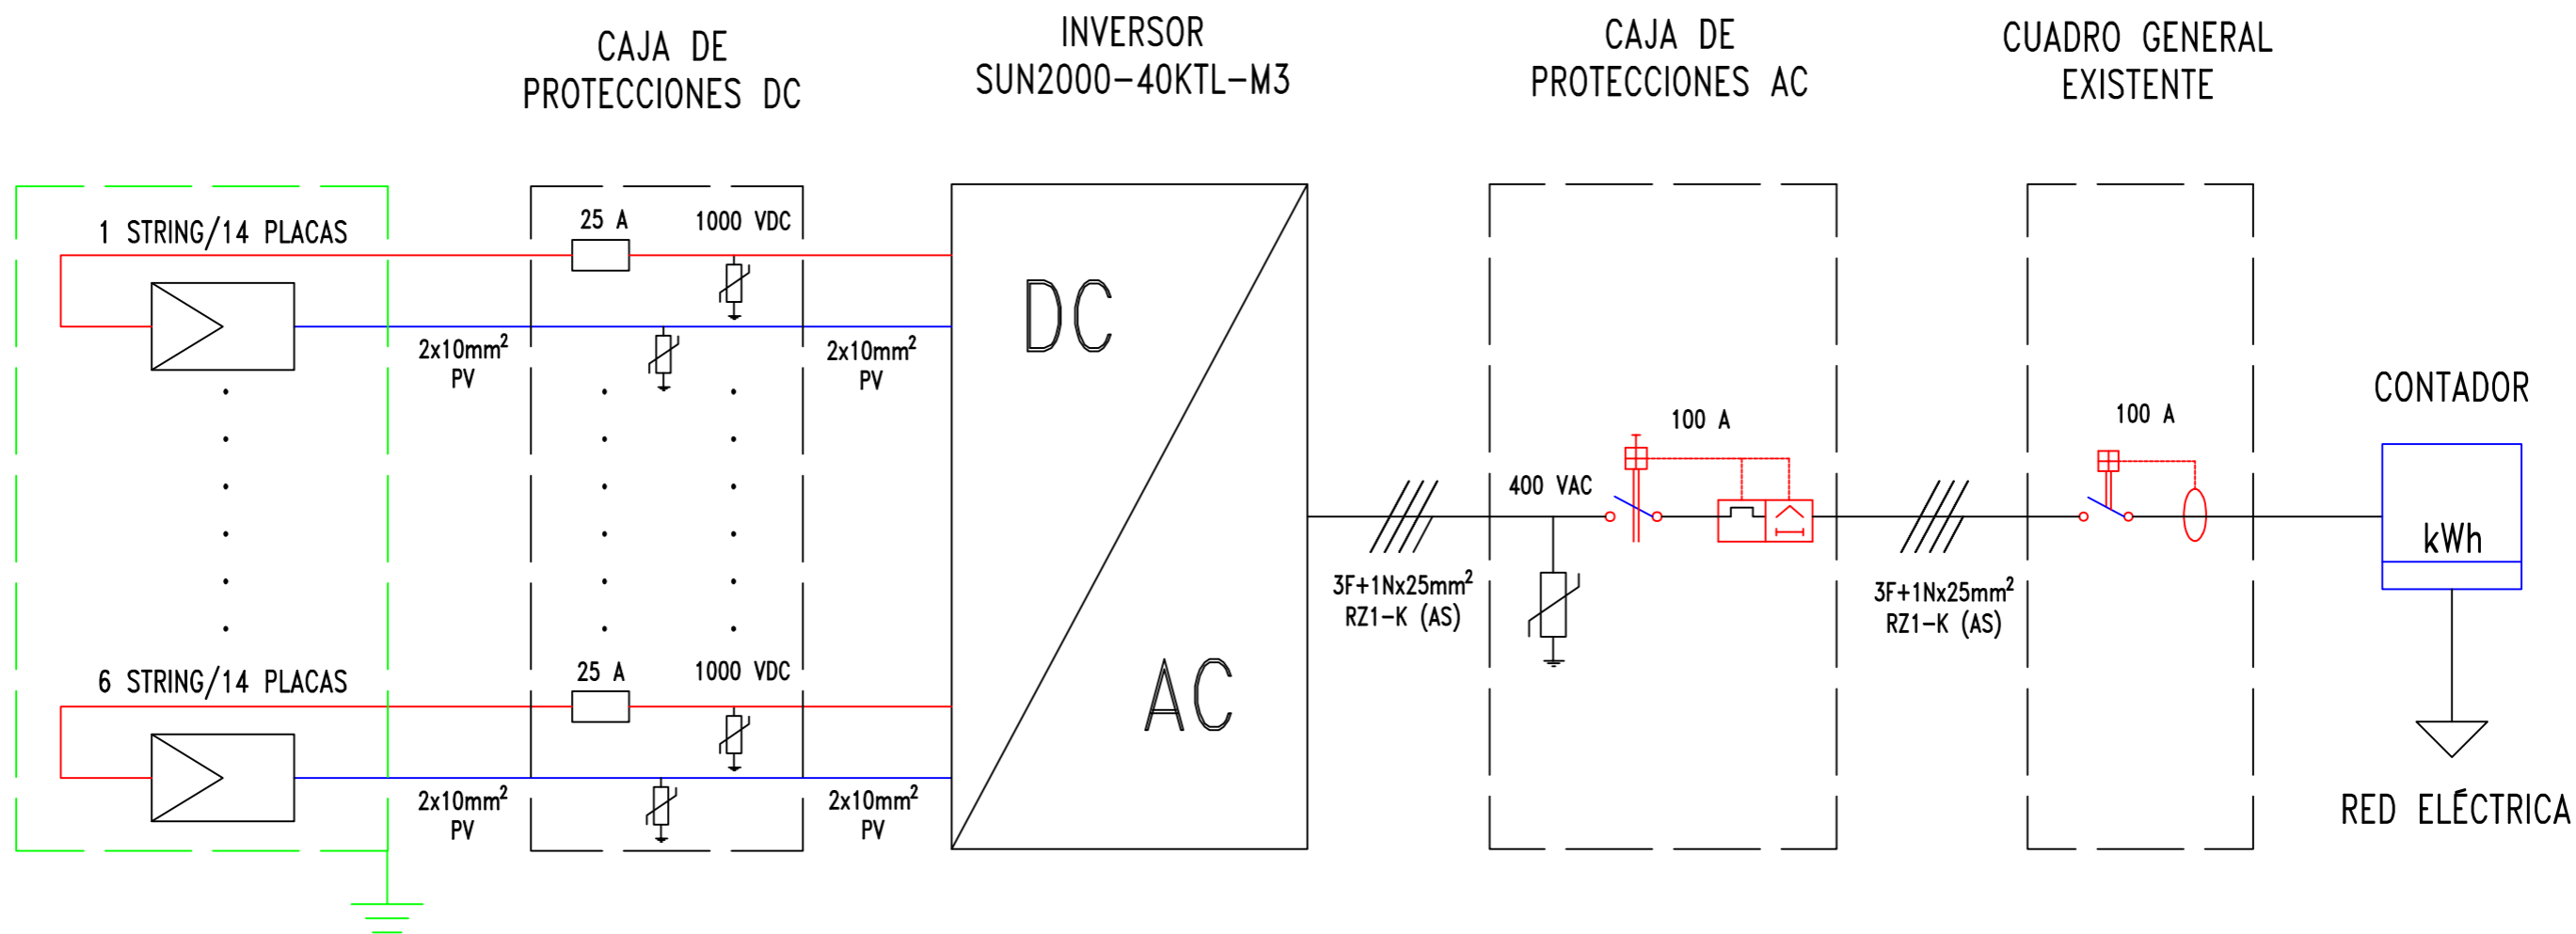 CAJA DE
PROTECCIONES DC
INVERSOR
SUN2000-40KTL-M3
CAJA DE
PROTECCIONES AC
CUADRO GENERAL
EXISTENTE
1 STRING/14 PLACAS
25 A
1000 VDC
2x10mm²
PV
2x10mm²
PV
DC
AC
6 STRING/14 PLACAS
25 A
1000 VDC
2x10mm²
PV
2x10mm²
PV
3F+1Nx25mm²
RZ1-K (AS)
400 VAC
100 A
3F+1Nx25mm²
RZ1-K (AS)
100 A
CONTADOR
kWh
RED ELÉCTRICA